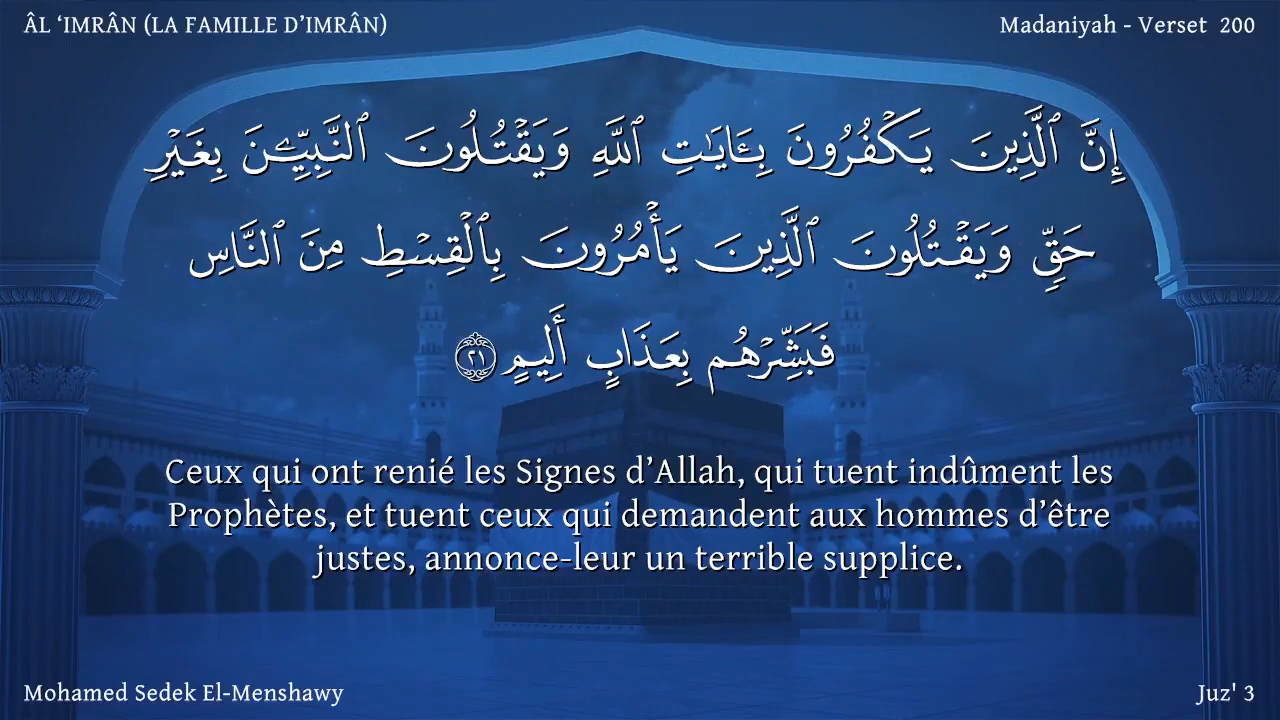 ÂL ‘IMRÂN (LA FAMILLE D’IMRÂN)
Madaniyah - Verset 200
إِنَّ ٱلَّذِينَ يَكْفُرُونَ بِـَٔايَـٰتِ ٱللَّهِ وَيَقْتُلُونَ ٱلنَّبِيِّـۧنَ بِغَيْرِ
حَقٍّۢ وَيَقْتُلُونَ ٱلَّذِينَ يَأْمُرُونَ بِٱلْقِسْطِ مِنَ ٱلنَّاسِ
فَبَشِّرْهُم بِعَذَابٍ أَلِيمٍ ٢١
Ceux qui ont renié les Signes d’Allah, qui tuent indûment les
Prophètes, et tuent ceux qui demandent aux hommes d’être
justes, annonce-leur un terrible supplice.
Mohamed Sedek El-Menshawy
Juz' 3